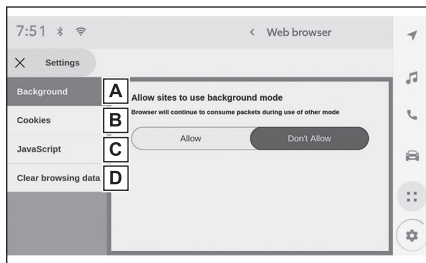 7:51
< Web browser
X Settings
Background A
Cookies B
JavaScript C
Clear browsing data D
Allow sites to use background mode
Browser will continue to consume packets during use of other mode
Allow Don't Allow